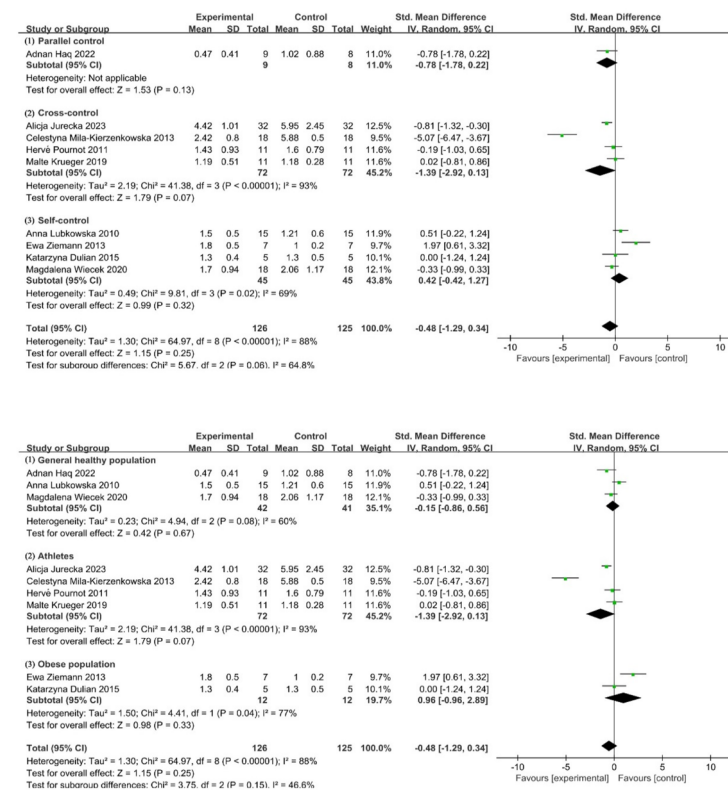 Experimental Control Std. Mean Difference Std. Mean Difference
Study or Subgroup Mean SD Total Mean SD Total Weight IV, Random, 95% CI IV, Random, 95% CI
(1) Parallel control
Adnan Haq 2022 0.47 0.41 9 1.02 0.88 8 11.0% -0.78 [-1.78, 0.22]
Subtotal (95% CI) 9 8 11.0% -0.78 [-1.78, 0.22]
Heterogeneity: Not applicable
Test for overall effect: Z = 1.53 (P = 0.13)
(2) Cross-control
Alicja Jurecka 2023 4.42 1.01 32 5.95 2.45 32 12.5% -0.81 [-1.32, -0.30]
Celestyna Mila-Kierzenkowska 2013 2.42 0.8 18 5.88 0.5 18 9.5% -5.07 [-6.47, -3.67]
Hervé Pournot 2011 1.43 0.93 11 1.6 0.79 11 11.6% -0.19 [-1.03, 0.65]
Malte Krueger 2019 1.19 0.51 11 1.18 0.28 11 11.6% 0.02 [-0.81, 0.86]
Subtotal (95% CI) 72 72 45.2% -1.39 [-2.92, 0.13]
Heterogeneity: Tau² = 2.19; Chi² = 41.38, df = 3 (P < 0.00001); I² = 93%
Test for overall effect: Z = 1.79 (P = 0.07)
(3) Self-control
Anna Lubkowska 2010 1.5 0.5 15 1.21 0.6 15 11.9% 0.51 [-0.22, 1.24]
Ewa Ziemann 2013 1.8 0.5 7 1 0.2 7 9.7% 1.97 [0.61, 3.32]
Katarzyna Dulian 2015 1.3 0.4 5 1.3 0.5 5 10.1% 0.00 [-1.24, 1.24]
Magdalena Wiecek 2020 1.7 0.94 18 2.06 1.17 18 12.1% -0.33 [-0.99, 0.33]
Subtotal (95% CI) 45 45 43.8% 0.42 [-0.42, 1.27]
Heterogeneity: Tau² = 0.49; Chi² = 9.81, df = 3 (P = 0.02); I² = 69%
Test for overall effect: Z = 0.99 (P = 0.32)
Total (95% CI) 126 125 100.0% -0.48 [-1.29, 0.34]
Heterogeneity: Tau² = 1.30; Chi² = 64.97, df = 8 (P < 0.00001); I² = 88%
-10 -5 0 5 10
Test for overall effect: Z = 1.15 (P = 0.25)
Favours [experimental] Favours [control]
Test for subgroup differences: Chi² = 5.67, df = 2 (P = 0.06), I² = 64.8%
Experimental Control Std. Mean Difference Std. Mean Difference
Study or Subgroup Mean SD Total Mean SD Total Weight IV, Random, 95% CI IV, Random, 95% CI
(1) General healthy population
Adnan Haq 2022 0.47 0.41 9 1.02 0.88 8 11.0% -0.78 [-1.78, 0.22]
Anna Lubkowska 2010 1.5 0.5 15 1.21 0.6 15 11.9% 0.51 [-0.22, 1.24]
Magdalena Wiecek 2020 1.7 0.94 18 2.06 1.17 18 12.1% -0.33 [-0.99, 0.33]
Subtotal (95% CI) 42 41 35.1% -0.15 [-0.86, 0.56]
Heterogeneity: Tau² = 0.23; Chi² = 4.94, df = 2 (P = 0.08); I² = 60%
Test for overall effect: Z = 0.42 (P = 0.67)
(2) Athletes
Alicja Jurecka 2023 4.42 1.01 32 5.95 2.45 32 12.5% -0.81 [-1.32, -0.30]
Celestyna Mila-Kierzenkowska 2013 2.42 0.8 18 5.88 0.5 18 9.5% -5.07 [-6.47, -3.67]
Hervé Pournot 2011 1.43 0.93 11 1.6 0.79 11 11.6% -0.19 [-1.03, 0.65]
Malte Krueger 2019 1.19 0.51 11 1.18 0.28 11 11.6% 0.02 [-0.81, 0.86]
Subtotal (95% CI) 72 72 45.2% -1.39 [-2.92, 0.13]
Heterogeneity: Tau² = 2.19; Chi² = 41.38, df = 3 (P < 0.00001); I² = 93%
Test for overall effect: Z = 1.79 (P = 0.07)
(3) Obese population
Ewa Ziemann 2013 1.8 0.5 7 1 0.2 7 9.7% 1.97 [0.61, 3.32]
Katarzyna Dulian 2015 1.3 0.4 5 1.3 0.5 5 10.1% 0.00 [-1.24, 1.24]
Subtotal (95% CI) 12 12 19.7% 0.96 [-0.96, 2.89]
Heterogeneity: Tau² = 1.50; Chi² = 4.41, df = 1 (P = 0.04); I² = 77%
Test for overall effect: Z = 0.98 (P = 0.33)
Total (95% CI) 126 125 100.0% -0.48 [-1.29, 0.34]
Heterogeneity: Tau² = 1.30; Chi² = 64.97, df = 8 (P < 0.00001); I² = 88%
-10 -5 0 5 10
Test for overall effect: Z = 1.15 (P = 0.25)
Favours [experimental] Favours [control]
Test for subgroup differences: Chi² = 3.75, df = 2 (P = 0.15), I² = 46.6%